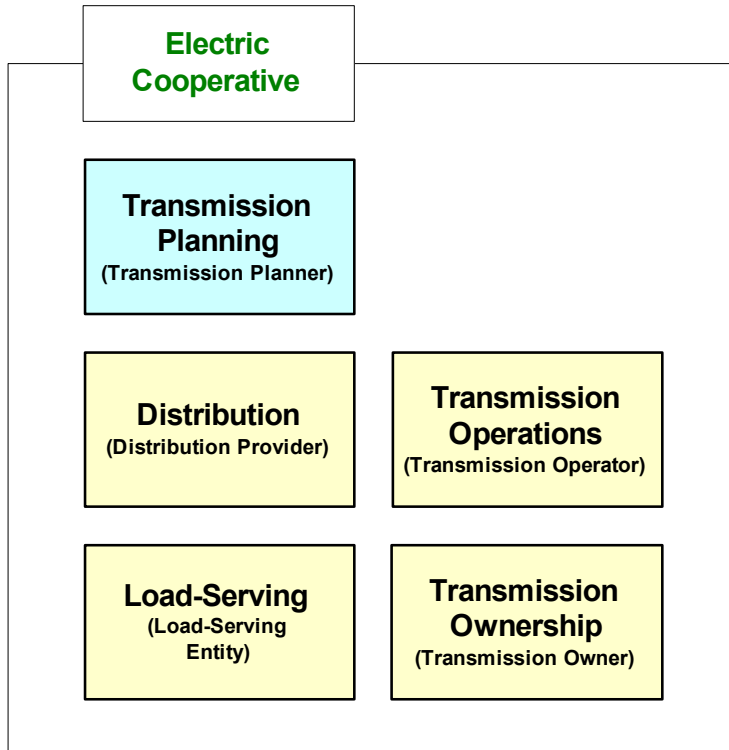 Electric
Cooperative
Transmission
Planning
(Transmission Planner)
Distribution
(Distribution Provider)
Transmission
Operations
(Transmission Operator)
Load-Serving
(Load-Serving
Entity)
Transmission
Ownership
(Transmission Owner)